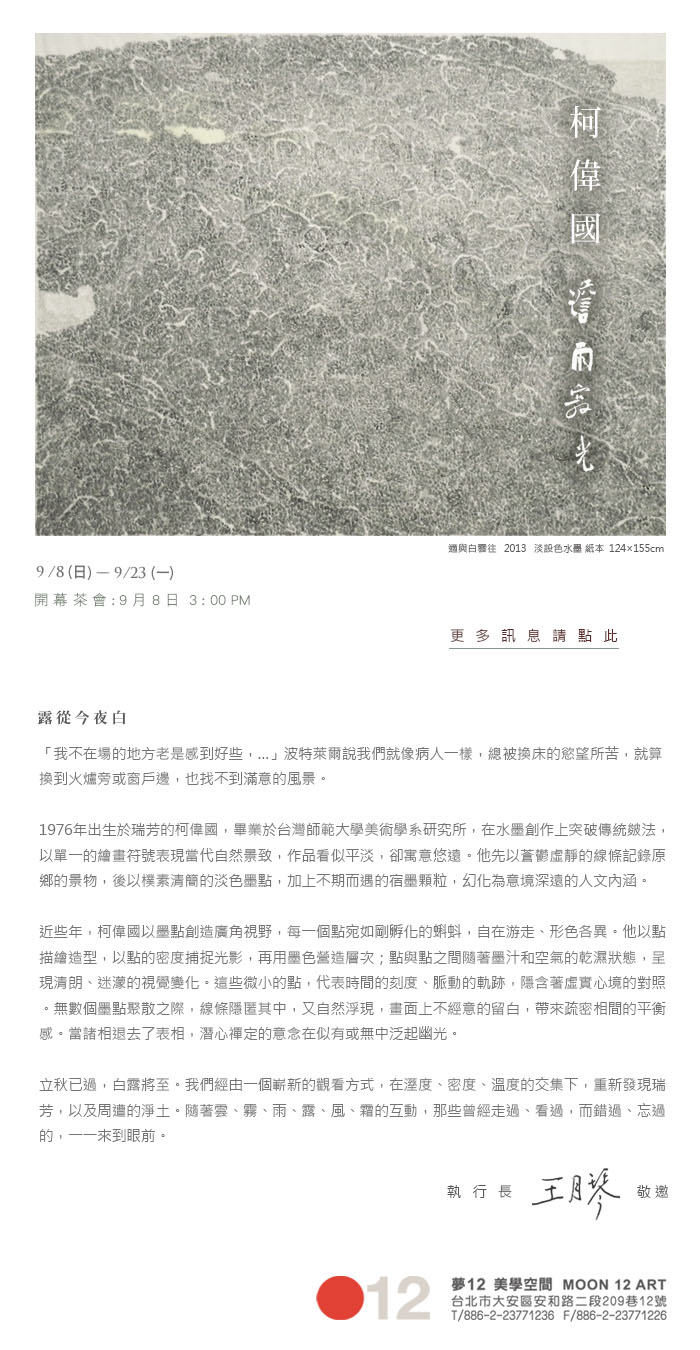 柯偉國
澹雨寂光
適與白雲往 2013 淡設色水墨 紙本 124×155cm
9/8(日) — 9/23 (一)
開幕茶會:9月8日 3:00 PM
更多訊息請點此
露從今夜白
「我不在場的地方老是感到好些，...」波特萊爾說我們就像病人一樣，總被換床的慾望所苦，就算
換到火爐旁或窗戶邊，也找不到滿意的風景。
1976年出生於瑞芳的柯偉國，畢業於台灣師範大學美術學系研究所，在水墨創作上突破傳統皴法，
以單一的繪畫符號表現當代自然景致，作品看似平淡，卻寓意悠遠。他先以蒼鬱虛靜的線條記錄原
鄉的景物，後以樸素清簡的淡色墨點，加上不期而遇的宿墨顆粒，幻化為意境深遠的人文內涵。
近些年，柯偉國以墨點創造廣角視野，每一個點宛如剛孵化的蝌蚪，自在游走、形色各異。他以點
描繪造型，以點的密度捕捉光影，再用墨色營造層次；點與點之間隨著墨汁和空氣的乾濕狀態，呈
現清朗、迷濛的視覺變化。這些微小的點，代表時間的刻度、脈動的軌跡，隱含著虛實心境的對照
。無數個墨點聚散之際，線條隱匿其中，又自然浮現，畫面上不經意的留白，帶來疏密相間的平衡
感。當諸相退去了表相，潛心禪定的意念在似有或無中泛起幽光。
立秋已過，白露將至。我們經由一個嶄新的觀看方式，在溼度、密度、溫度的交集下，重新發現瑞
芳，以及周遭的淨土。隨著雲、霧、雨、露、風、霜的互動，那些曾經走過、看過，而錯過、忘過
的，一一來到眼前。
執行長 王月琴 敬邀
12
夢12 美學空間 MOON 12 ART
台北市大安區安和路二段209巷12號
T/886-2-23771236 F/886-2-23771226